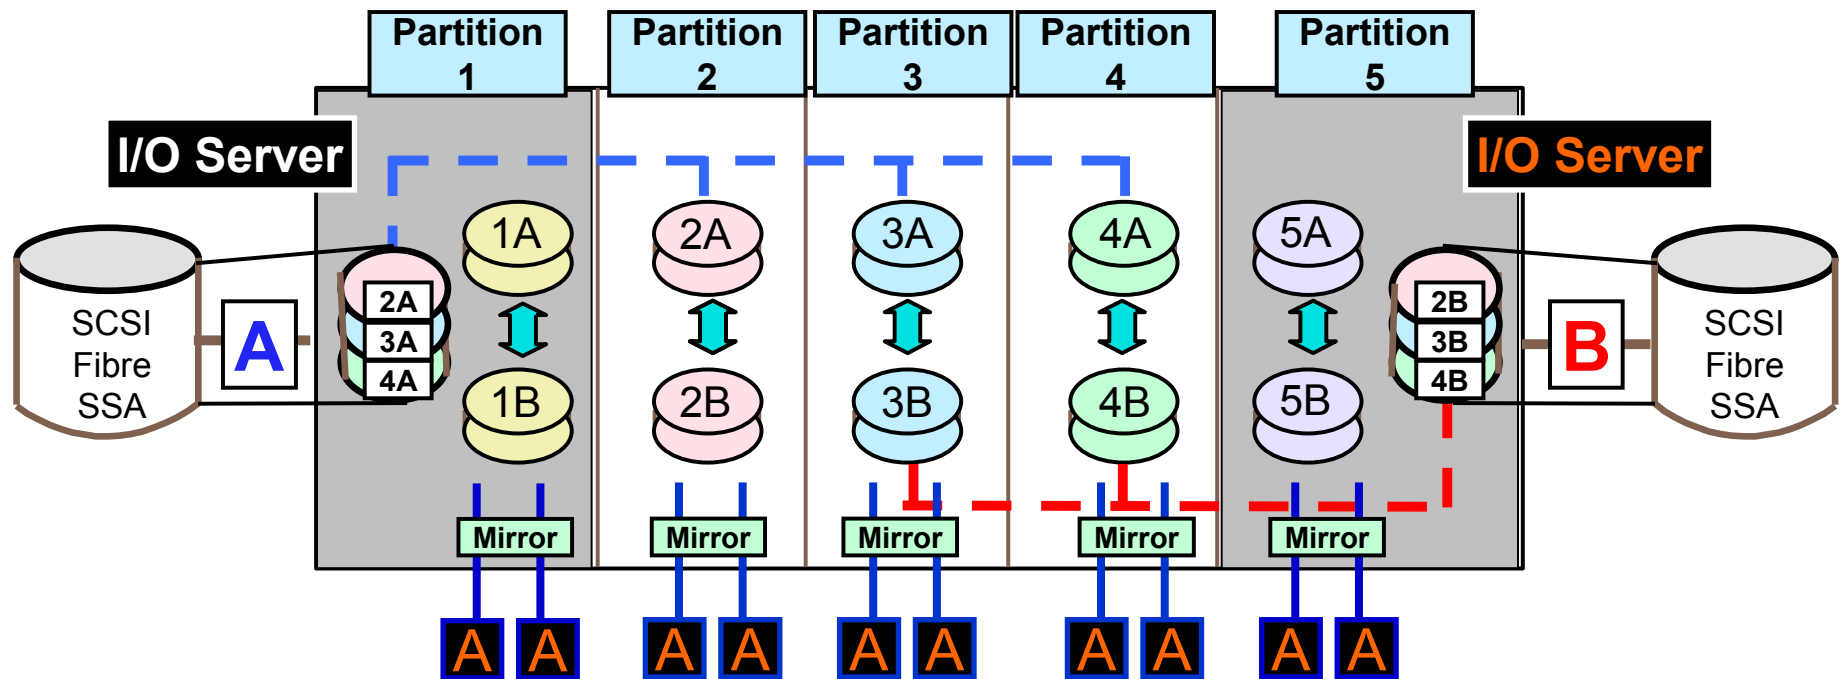 Partition
1
Partition
2
Partition
3
Partition
4
Partition
5
I/O Server
I/O Server
1A
2A
3A
4A
5A
SCSI
Fibre
SSA
A
2A
3A
4A
2B
3B
4B
B
SCSI
Fibre
SSA
1B
2B
3B
4B
5B
Mirror
Mirror
Mirror
Mirror
Mirror
A
A
A
A
A
A
A
A
A
A